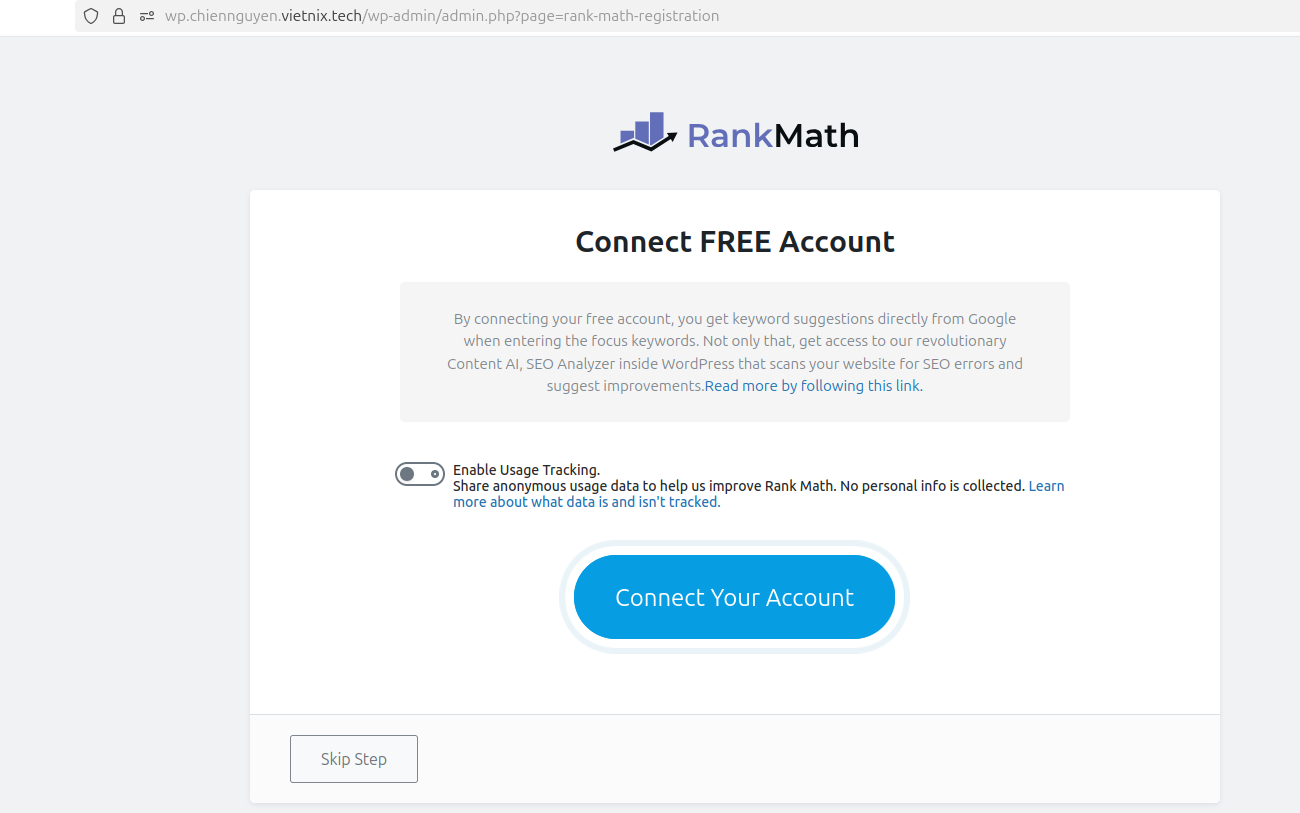 wp.chiennguyen.vietnix.tech/wp-admin/admin.php?page=rank-math-registration
RankMath
Connect FREE Account
By connecting your free account, you get keyword suggestions directly from Google
when entering the focus keywords. Not only that, get access to our revolutionary
Content AI, SEO Analyzer inside WordPress that scans your website for SEO errors and
suggest improvements.Read more by following this link.
Enable Usage Tracking.
Share anonymous usage data to help us improve Rank Math. No personal info is collected. Learn
more about what data is and isn't tracked.
Connect Your Account
Skip Step